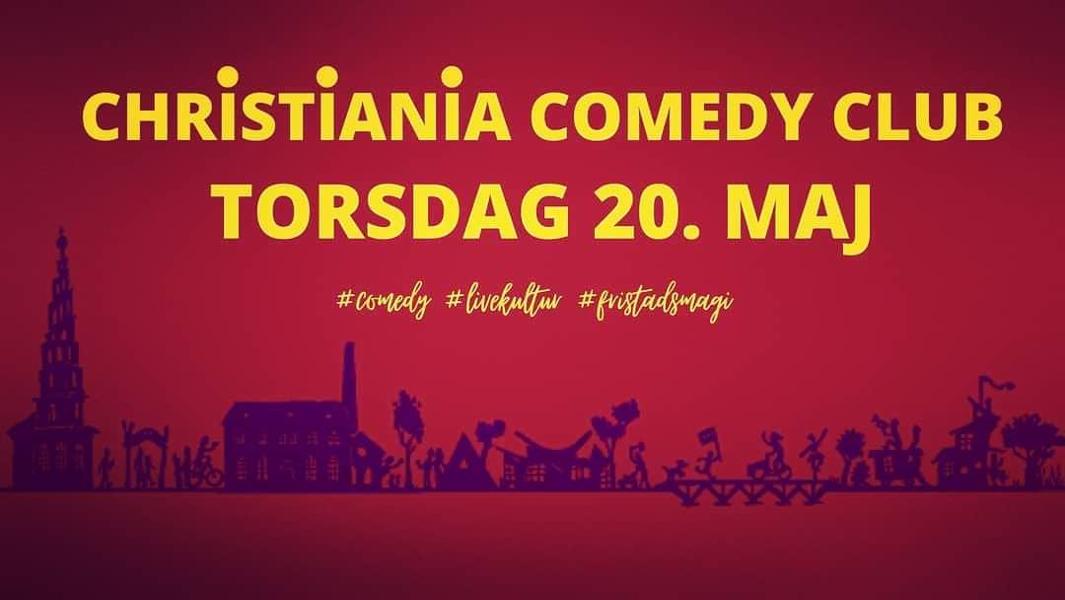 CHRiSTiANiA COMEDY CLUB
TORSDAG 20. MAJ
#comedy #livekultur #fristadsmagi